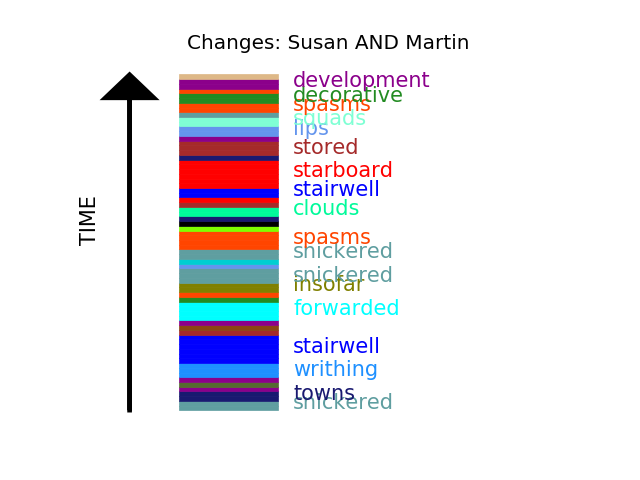 Changes: Susan AND Martin
development
decorative
spasms
squads
lips
stored
starboard
stairwell
clouds
spasms
snickered
snickered
insofar
forwarded
stairwell
writhing
towns
snickered
TIME